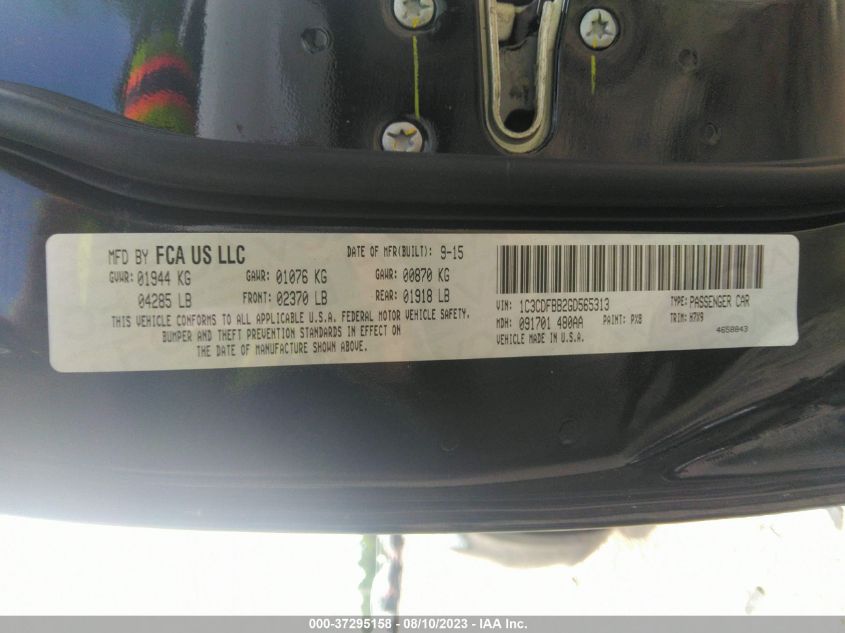 MFD BY FCA US LLC DATE OF MFR(BUILT): 9-15
GVWR: 01944 KG GAWR: 01076 KG GAWR: 00870 KG
04285 LB FRONT: 02370 LB REAR: 01918 LB
THIS VEHICLE CONFORMS TO ALL APPLICABLE U.S.A. FEDERAL MOTOR VEHICLE SAFETY,
BUMPER AND THEFT PREVENTION STANDARDS IN EFFECT ON
THE DATE OF MANUFACTURE SHOWN ABOVE.
VIN: 1C3CDFBB2GD565313 TYPE: PASSENGER CAR
MDH: 091701 480AA PAINT: PX8 TRIM: H7X9
VEHICLE MADE IN U.S.A. 4658843
000-37295158 - 08/10/2023 - IAA Inc.